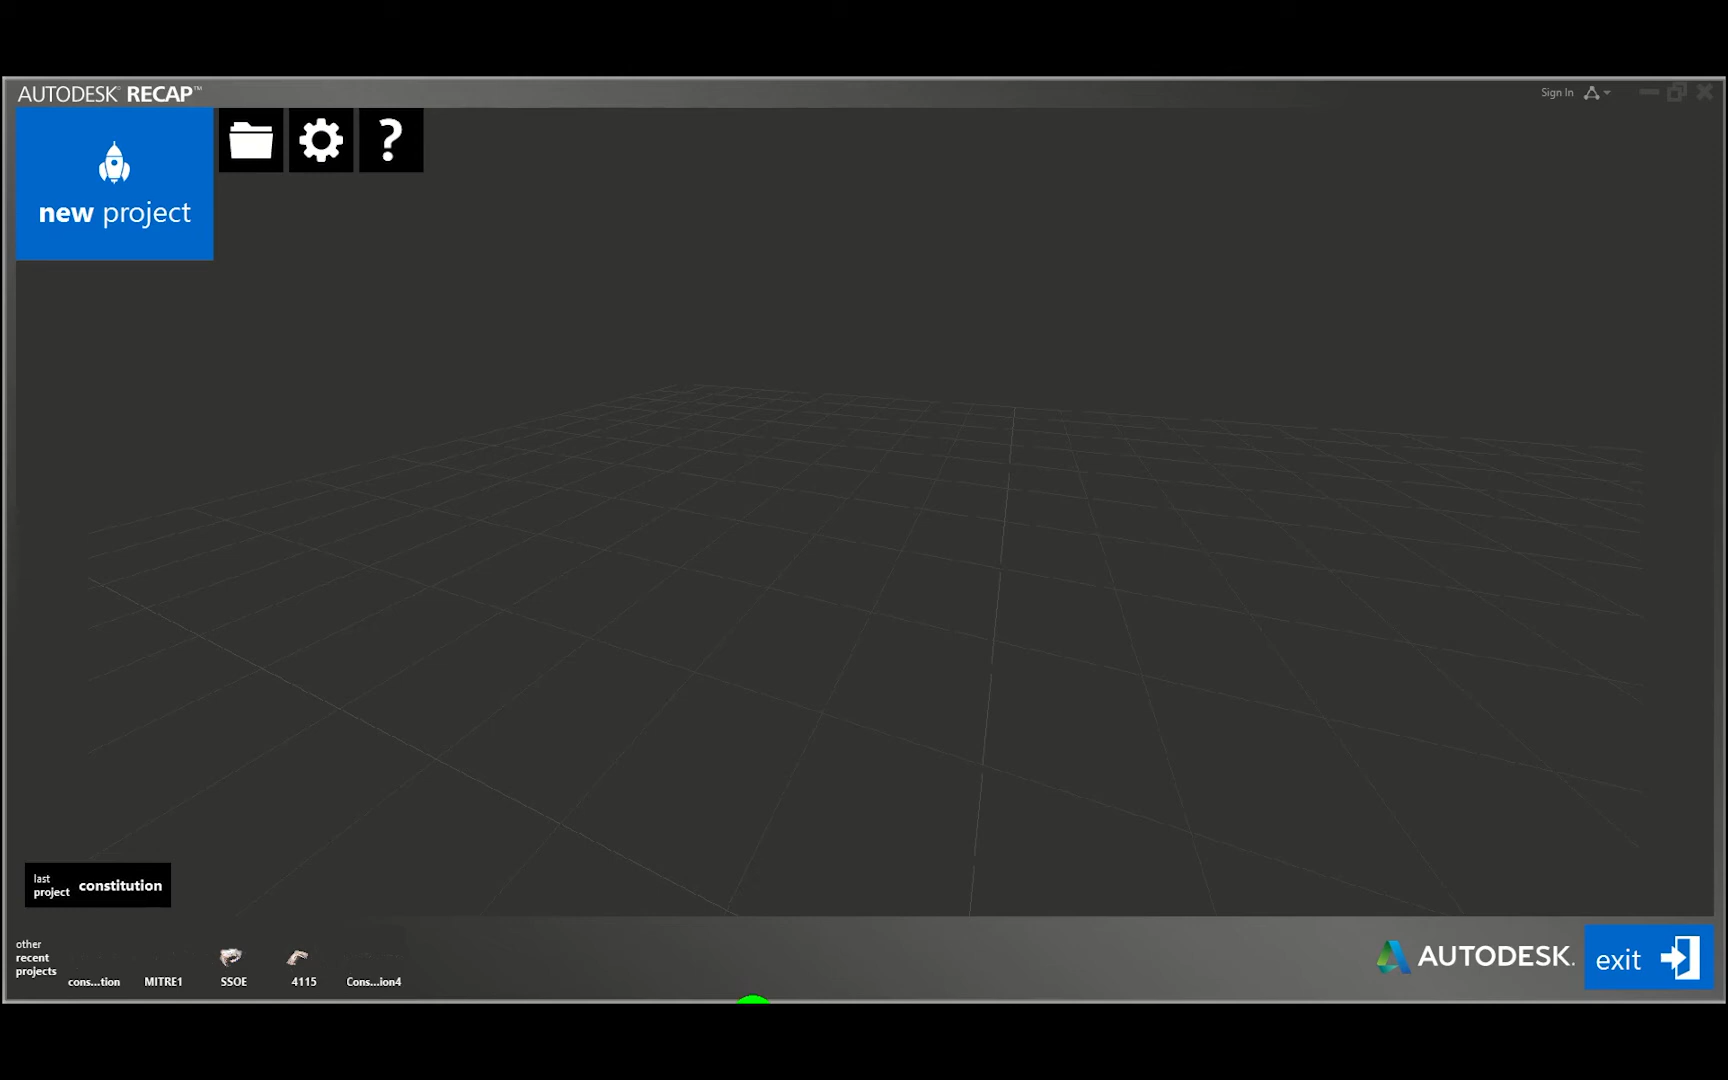 AUTODESK® RECAP™
Sign In
new project
?
last
project
constitution
other
recent
projects
cons...tion
MITRE1
SSOE
4115
Cons...ion4
AUTODESK.
exit